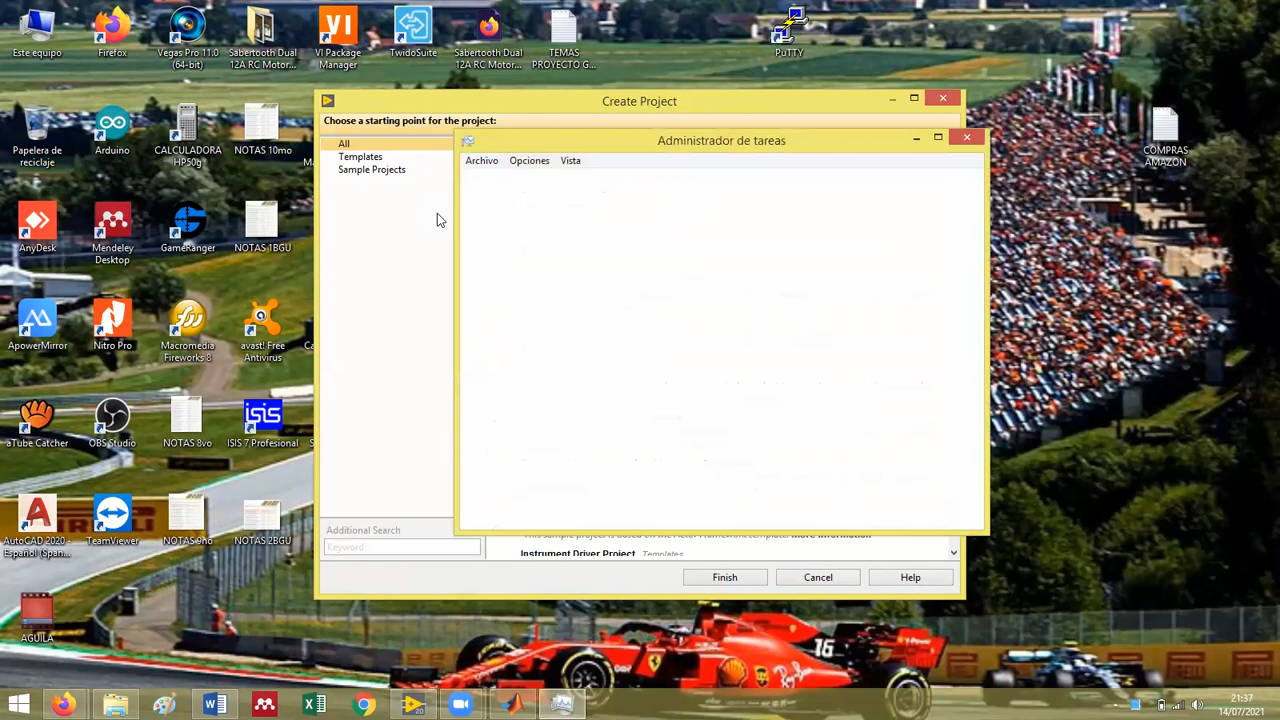 Este equipo
Firefox
Vegas Pro 11.0
(64-bit)
Sabertooth Dual
12A RC Motor...
VI Package
Manager
TwidoSuite
Sabertooth Dual
12A RC Motor...
TEMAS
PROYECTO G...
PuTTY
Create Project
Choose a starting point for the project:
All
Templates
Sample Projects
Administrador de tareas
Archivo Opciones Vista
Papelera de
reciclaje
Arduino
CALCULADORA
HP50g
NOTAS 10mo
COMPRAS
AMAZON
AnyDesk
Mendeley
Desktop
GameRanger
NOTAS 1BGU
ApowerMirror
Nitro Pro
Macromedia
Fireworks 8
avast! Free
Antivirus
aTube Catcher
OBS Studio
NOTAS 8vo
isis
ISIS 7 Profesional
AutoCAD 2020 -
Español (Span...
TeamViewer
NOTAS 9no
NOTAS 2BGU
Additional Search
Keyword
Instrument Driver Project Templates
Finish Cancel Help
AGUILA
16
21:37
14/07/2021